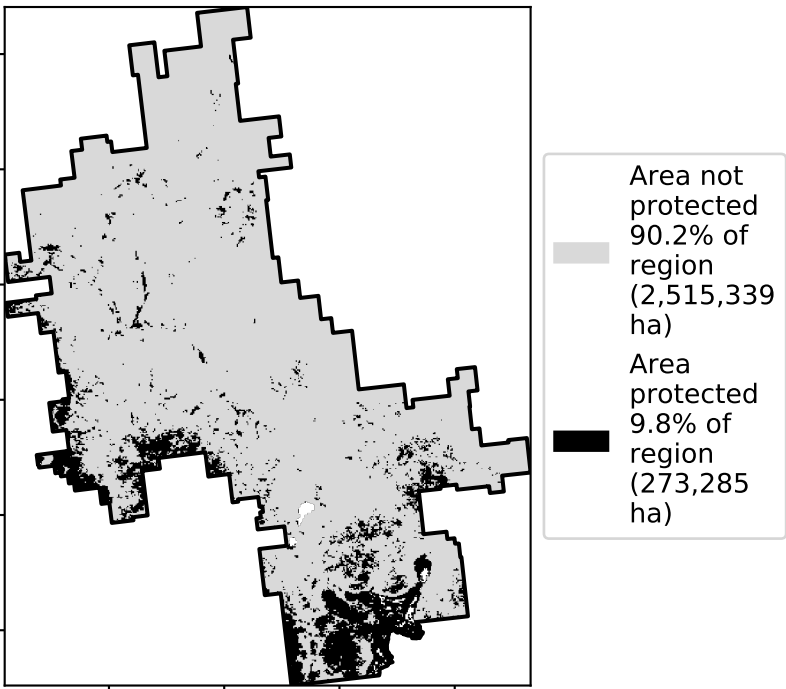 Area not
protected
90.2% of
region
(2,515,339
ha)
Area
protected
9.8% of
region
(273,285
ha)